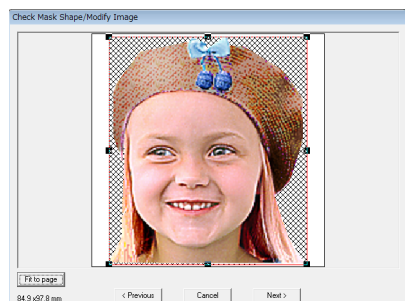 Check Mask Shape/Modify Image
Fit to page
84.9 x97.8 mm
< Previous Cancel Next >